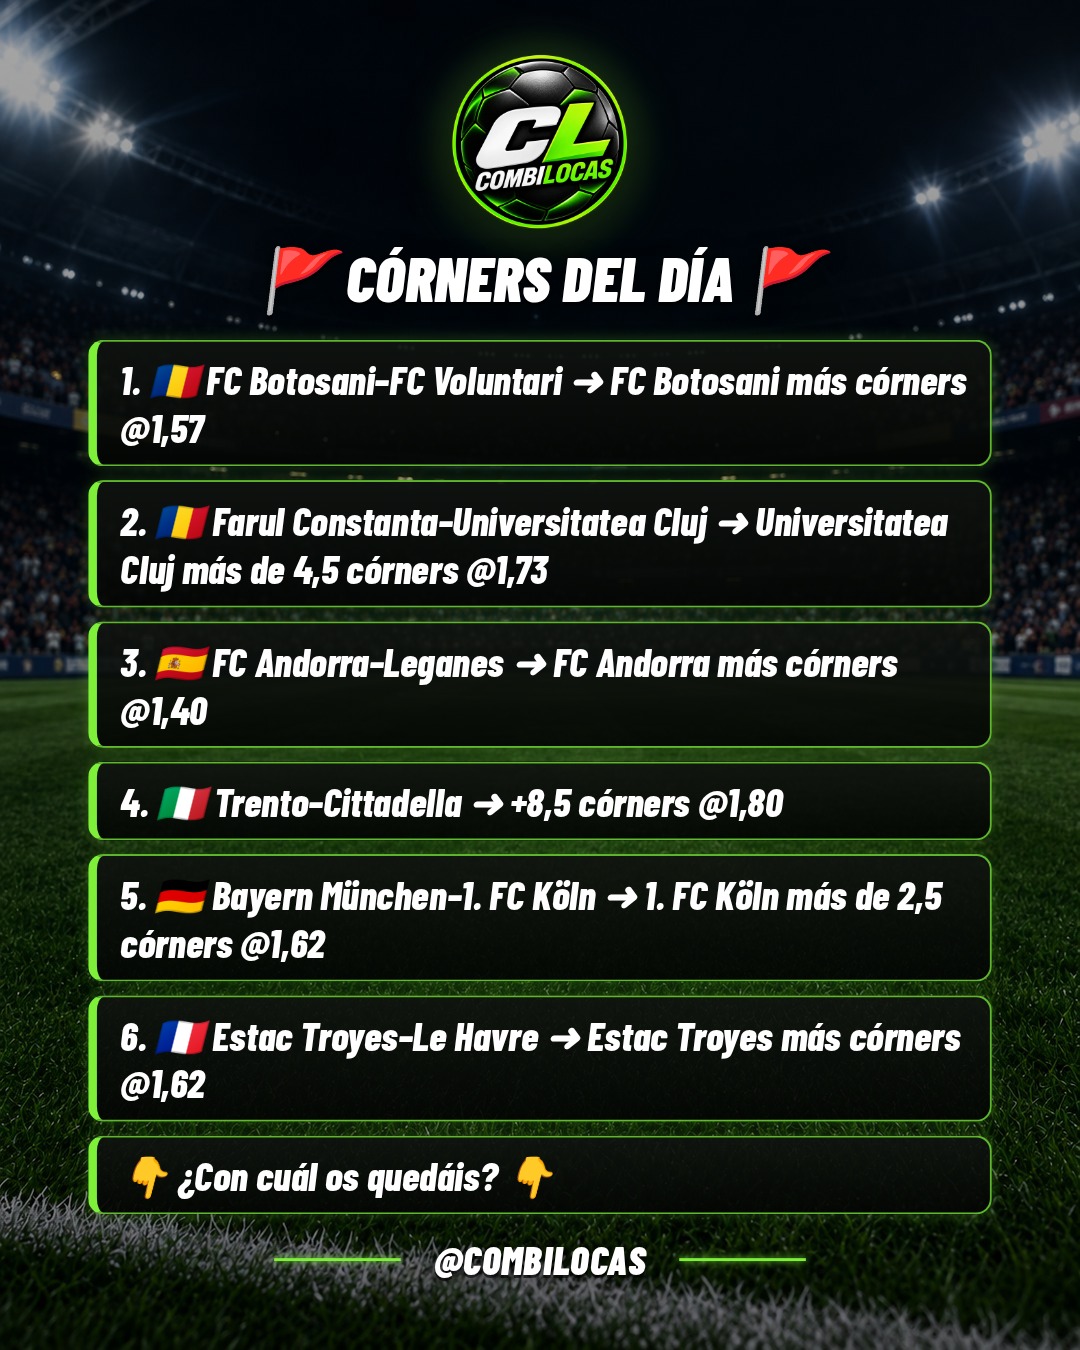 CL
COMBILOCAS
🚩 CÓRNERS DEL DÍA 🚩
1. 🇷🇴 FC Botosani-FC Voluntari ➜ FC Botosani más córners
@1,57
2. 🇷🇴 Farul Constanta-Universitatea Cluj ➜ Universitatea
Cluj más de 4,5 córners @1,73
3. 🇪🇸 FC Andorra-Leganes ➜ FC Andorra más córners
@1,40
4. 🇮🇹 Trento-Cittadella ➜ +8,5 córners @1,80
5. 🇩🇪 Bayern München-1. FC Köln ➜ 1. FC Köln más de 2,5
córners @1,62
6. 🇫🇷 Estac Troyes-Le Havre ➜ Estac Troyes más córners
@1,62
👇 ¿Con cuál os quedáis? 👇
@COMBILOCAS